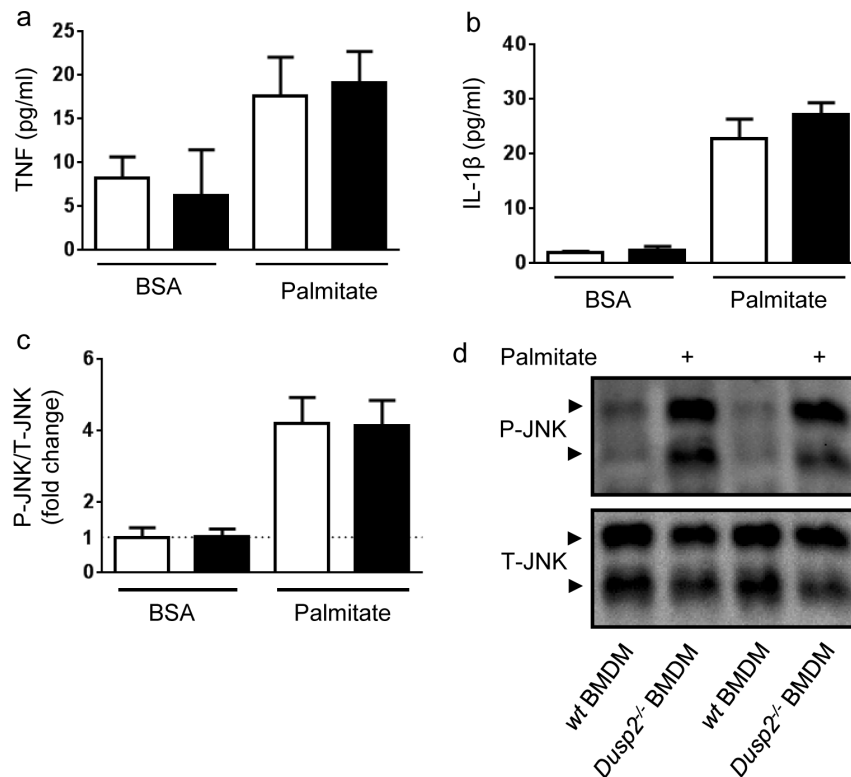 a
TNF (pg/ml)
25
20
15
10
5
0
BSA
Palmitate
b
IL-1β (pg/ml)
40
30
20
10
0
BSA
Palmitate
c
P-JNK/T-JNK
(fold change)
6
4
2
1
0
BSA
Palmitate
d
Palmitate + +
P-JNK
T-JNK
wt BMDM
Dusp2-/- BMDM
wt BMDM
Dusp2-/- BMDM